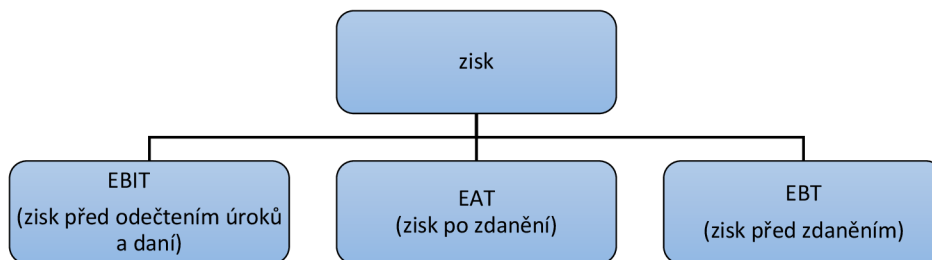 zisk
EBIT
(zisk před odečtením úroků
a daní)
EAT
(zisk po zdanění)
EBT
(zisk před zdaněním)